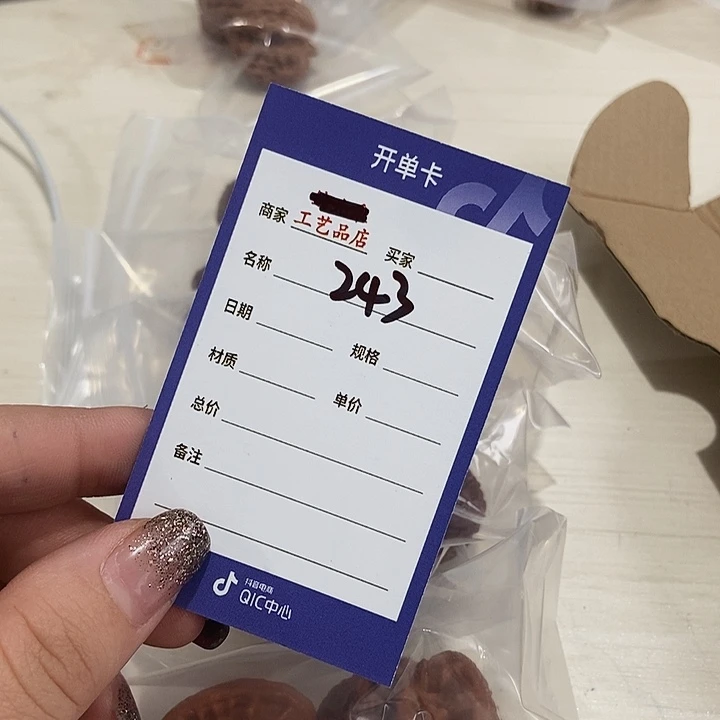 开单卡
商家 工艺品店 买家
名称 243
日期
材质 规格
总价 单价
备注
抖音电商
QIC中心